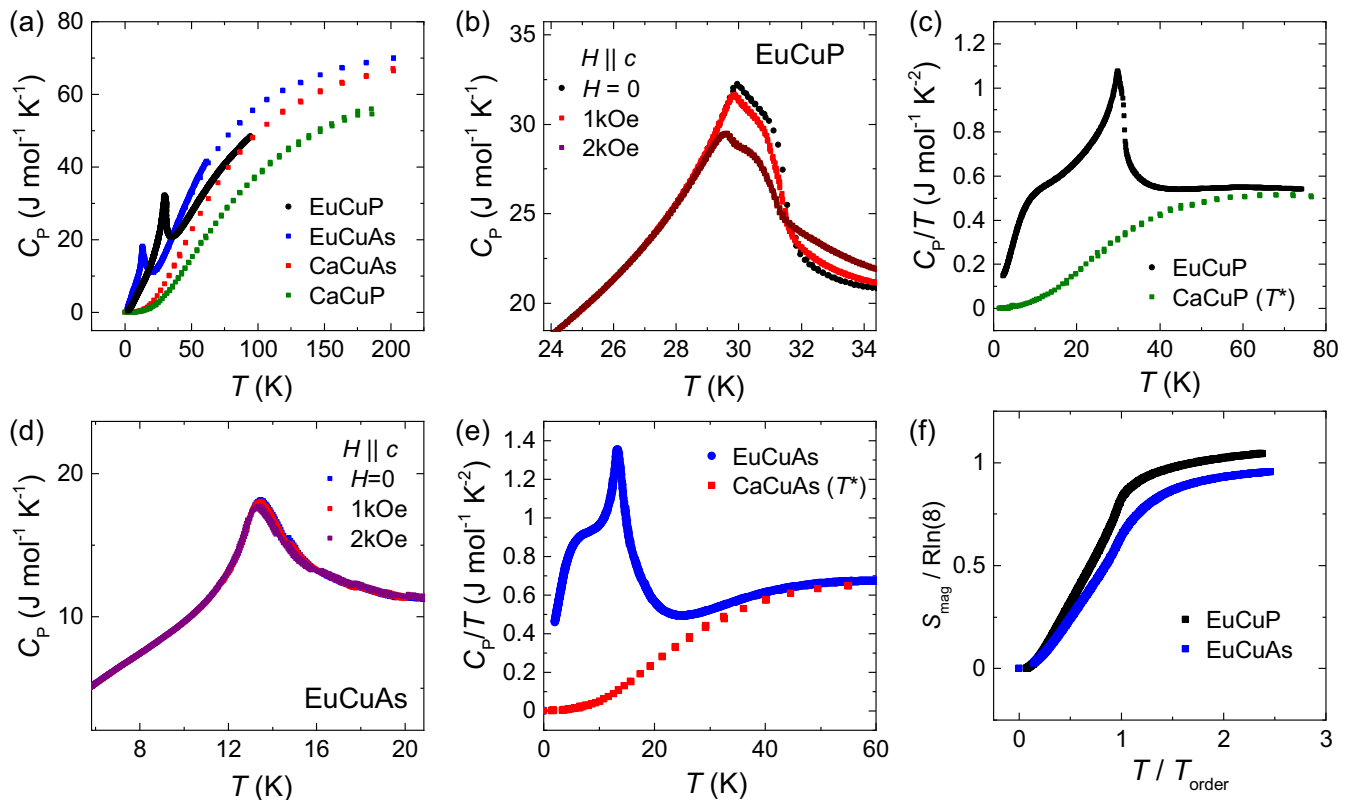 (a)
80
60
40
20
0
C_P (J mol⁻¹ K⁻¹)
EuCuP
EuCuAs
CaCuAs
CaCuP
0 50 100 150 200
T (K)
(b)
35
30
25
20
C_P (J mol⁻¹ K⁻¹)
H || c
H = 0
1kOe
2kOe
EuCuP
24 26 28 30 32 34
T (K)
(c)
1.2
1
0.8
0.6
0.4
0.2
0
C_P/T (J mol⁻¹ K⁻²)
EuCuP
CaCuP (T*)
0 20 40 60 80
T (K)
(d)
20
10
C_P (J mol⁻¹ K⁻¹)
H || c
H=0
1kOe
2kOe
EuCuAs
8 12 16 20
T (K)
(e)
1.4
1.2
1
0.8
0.6
0.4
0.2
0
C_P/T (J mol⁻¹ K⁻²)
EuCuAs
CaCuAs (T*)
0 20 40 60
T (K)
(f)
1
0.5
0
S_mag / Rln(8)
EuCuP
EuCuAs
0 1 2 3
T / T_order